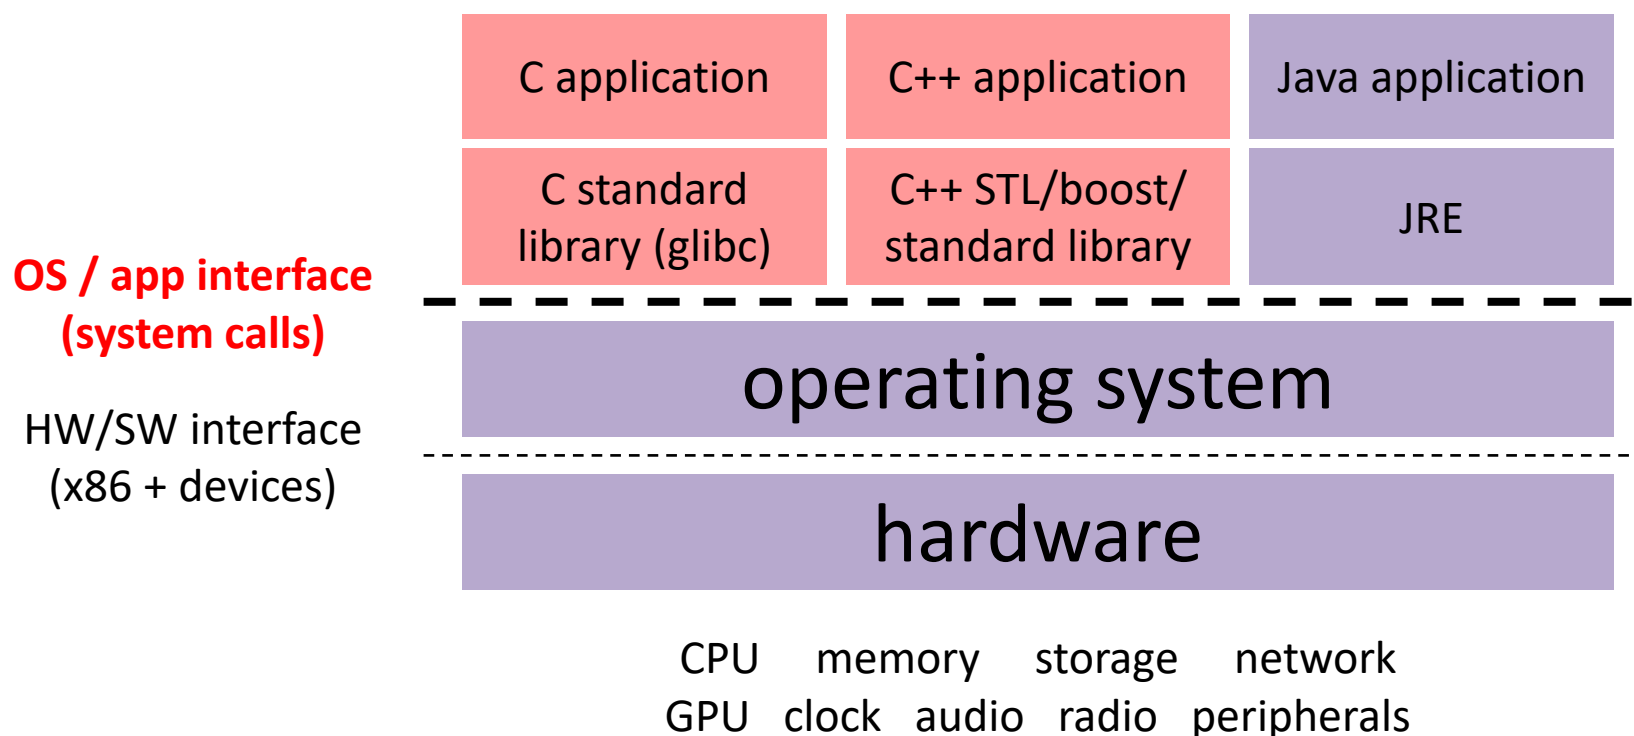 C application
C++ application
Java application
C standard
library (glibc)
C++ STL/boost/
standard library
JRE
OS / app interface
(system calls)
operating system
HW/SW interface
(x86 + devices)
hardware
CPU memory storage network
GPU clock audio radio peripherals